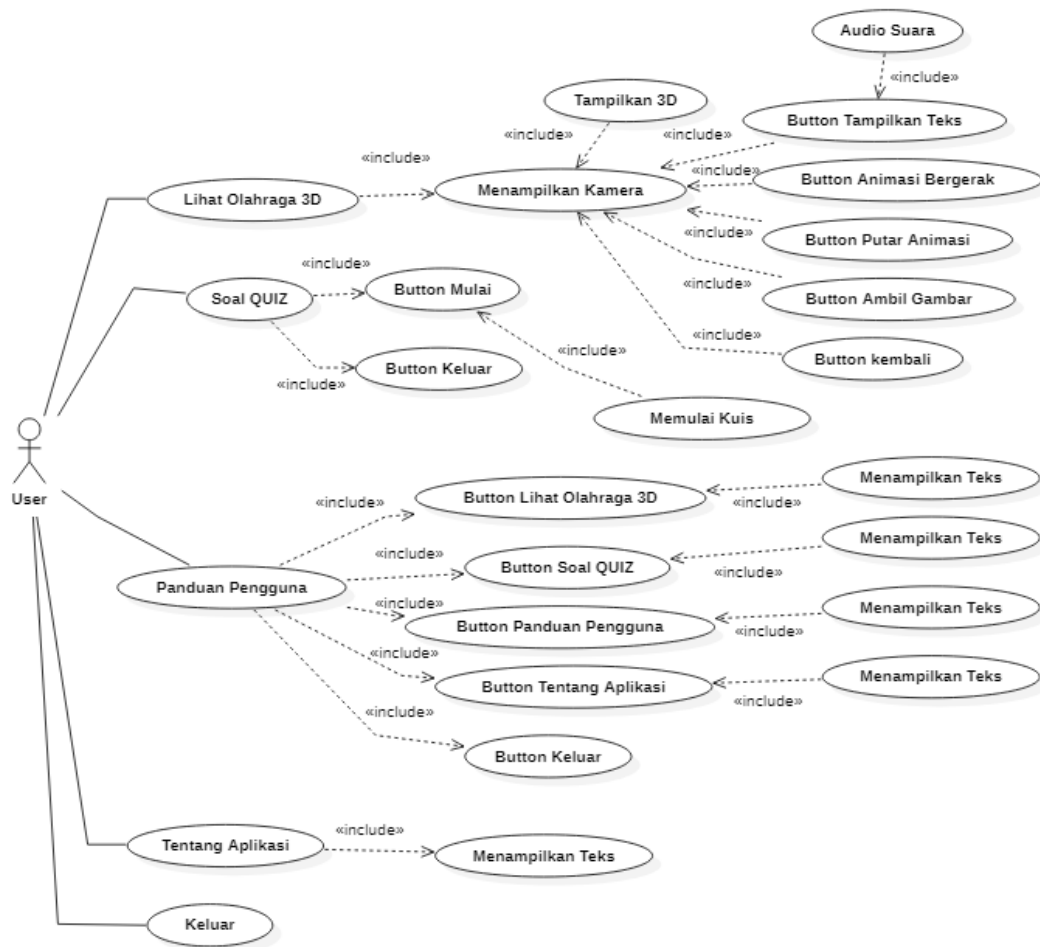 Audio Suara
«include»
Tampilkan 3D
Button Tampilkan Teks
«include»
«include»
«include»
Lihat Olahraga 3D
Menampilkan Kamera
«include»
Button Animasi Bergerak
«include»
Button Putar Animasi
«include»
Soal QUIZ
Button Mulai
«include»
Button Ambil Gambar
«include»
Button kembali
«include»
Button Keluar
«include»
Memulai Kuis
User
Button Lihat Olahraga 3D
Menampilkan Teks
«include»
«include»
Button Soal QUIZ
Menampilkan Teks
«include»
«include»
Panduan Pengguna
Button Panduan Pengguna
Menampilkan Teks
«include»
«include»
Button Tentang Aplikasi
Menampilkan Teks
«include»
«include»
«include»
Button Keluar
Tentang Aplikasi
«include»
Menampilkan Teks
Keluar